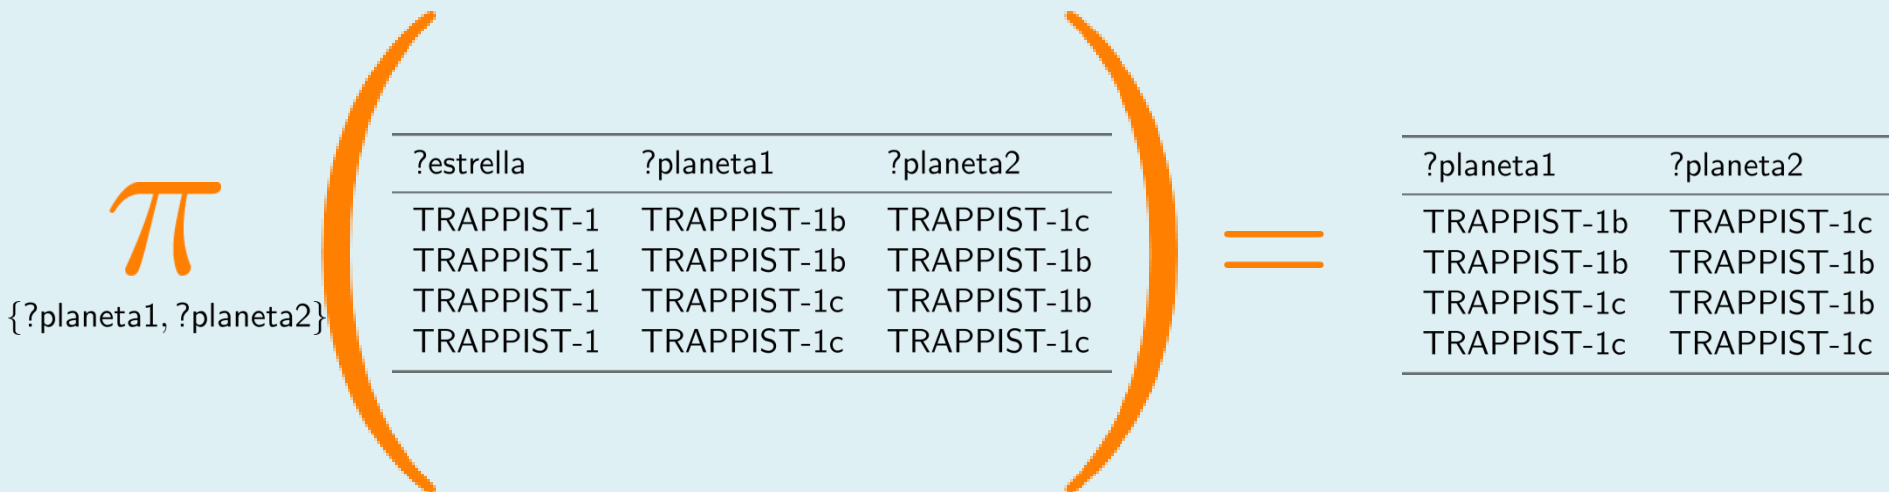 π
{?planeta1, ?planeta2}
(
?estrella ?planeta1 ?planeta2
TRAPPIST-1 TRAPPIST-1b TRAPPIST-1c
TRAPPIST-1 TRAPPIST-1b TRAPPIST-1b
TRAPPIST-1 TRAPPIST-1c TRAPPIST-1b
TRAPPIST-1 TRAPPIST-1c TRAPPIST-1c
)
=
?planeta1 ?planeta2
TRAPPIST-1b TRAPPIST-1c
TRAPPIST-1b TRAPPIST-1b
TRAPPIST-1c TRAPPIST-1b
TRAPPIST-1c TRAPPIST-1c